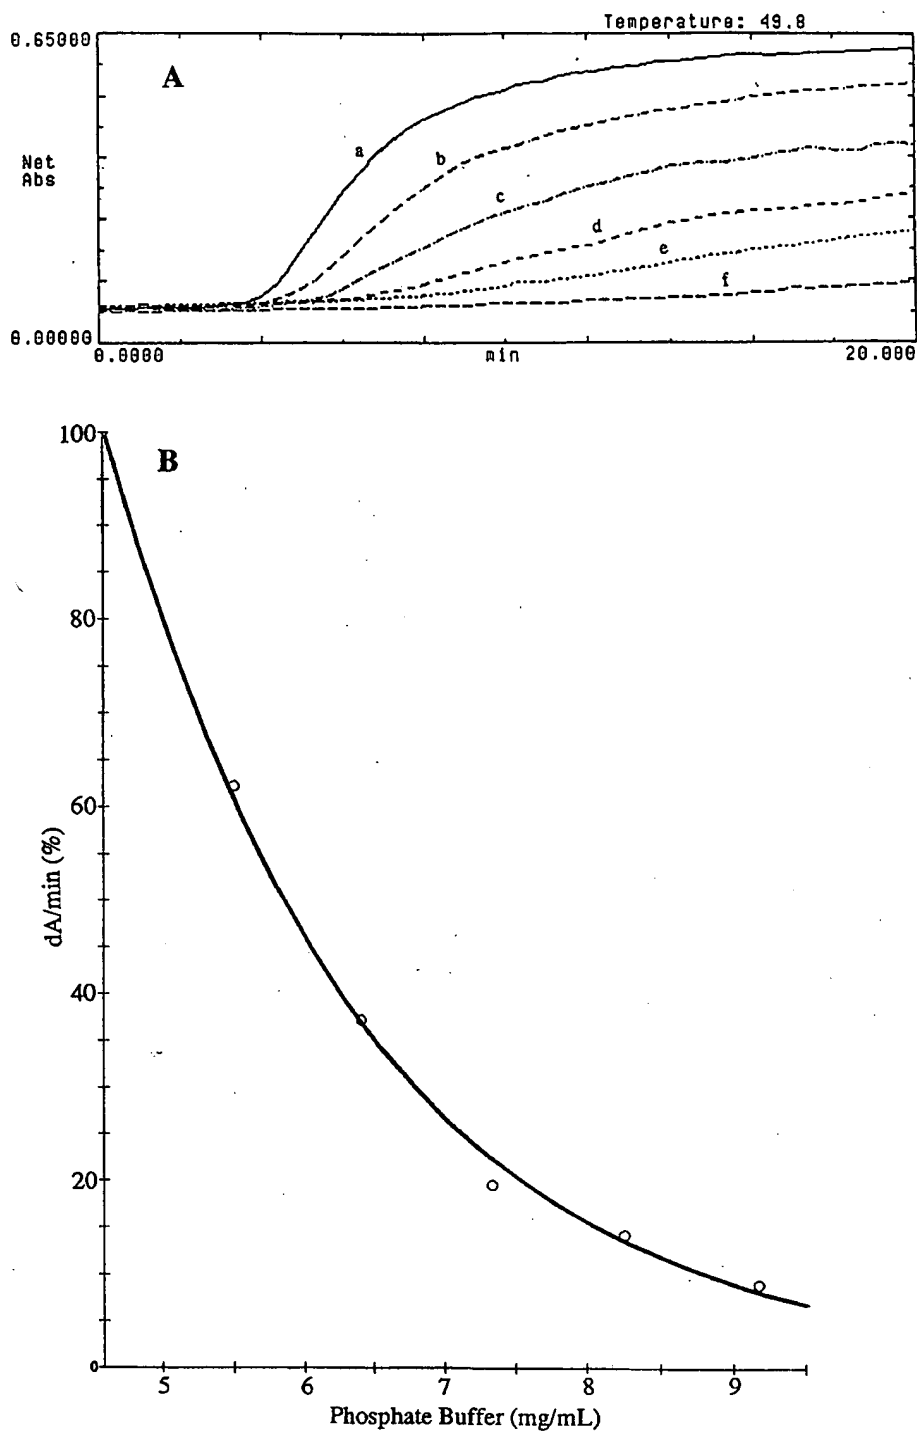 Temperature: 49.8
0.65000
A
Net
Abs
a
b
c
d
e
f
0.00000
0.0000
min
20.000
100
B
80
60
dA/min (%)
40
20
0
5
6
7
8
9
Phosphate Buffer (mg/mL)